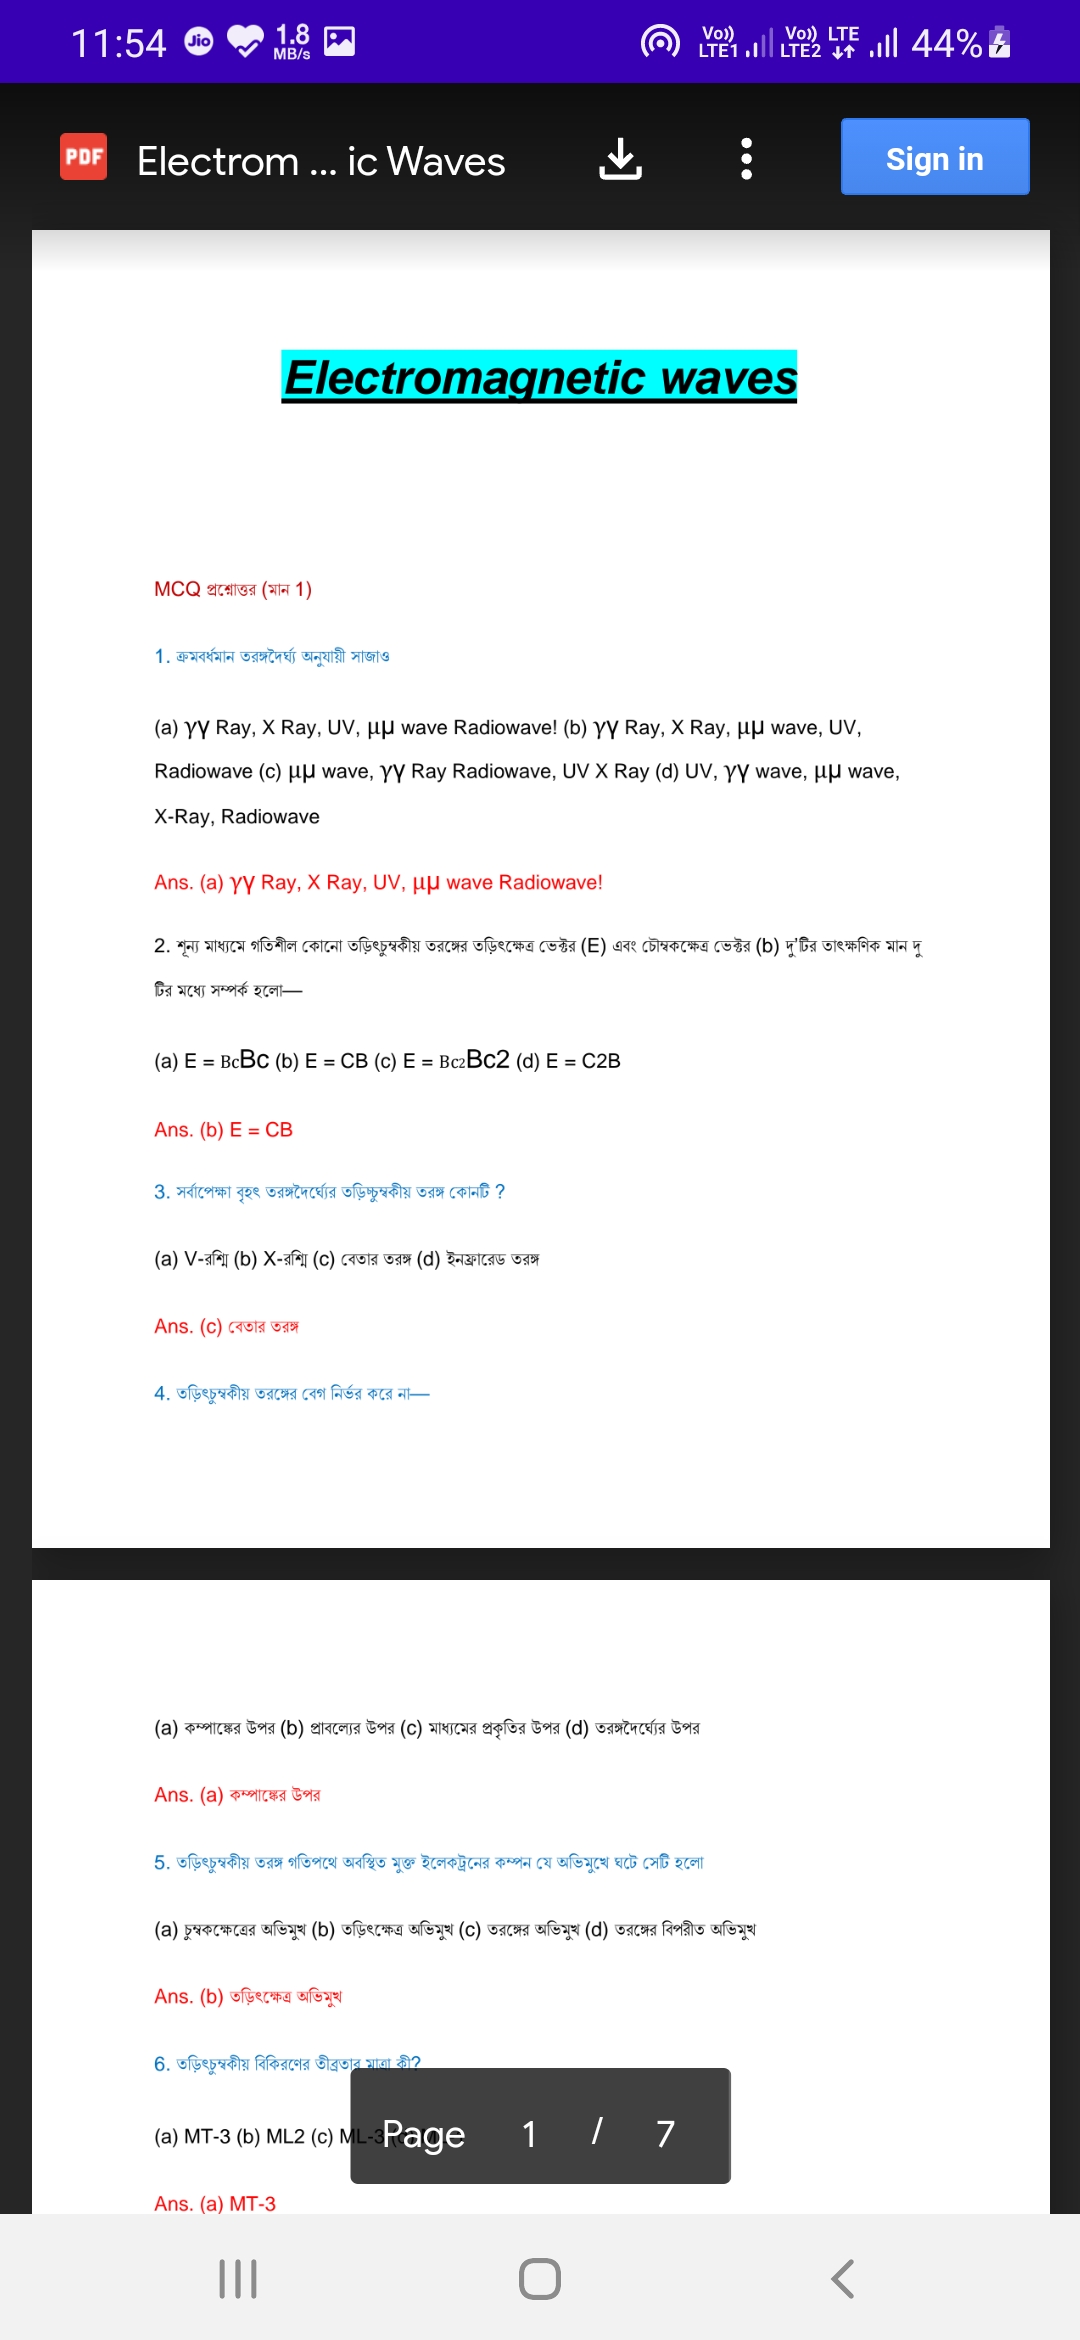 11:54 Jio 1.8 MB/s Vo)) LTE1 Vo)) LTE2 LTE 44%
PDF Electrom ... ic Waves Sign in
Electromagnetic waves
MCQ প্রশ্নোত্তর (মান 1)
1. ক্রমবর্ধমান তরঙ্গদৈর্ঘ্য অনুযায়ী সাজাও
(a) γγ Ray, X Ray, UV, μμ wave Radiowave! (b) γγ Ray, X Ray, μμ wave, UV,
Radiowave (c) μμ wave, γγ Ray Radiowave, UV X Ray (d) UV, γγ wave, μμ wave,
X-Ray, Radiowave
Ans. (a) γγ Ray, X Ray, UV, μμ wave Radiowave!
2. শূন্য মাধ্যমে গতিশীল কোনো তড়িৎচুম্বকীয় তরঙ্গের তড়িৎক্ষেত্র ভেক্টর (E) এবং চৌম্বকক্ষেত্র ভেক্টর (b) দু'টির তাৎক্ষণিক মান দু
টির মধ্যে সম্পর্ক হলো—
(a) E = BcBc (b) E = CB (c) E = Bc2Bc2 (d) E = C2B
Ans. (b) E = CB
3. সর্বাপেক্ষা বৃহৎ তরঙ্গদৈর্ঘ্যের তড়িচ্চুম্বকীয় তরঙ্গ কোনটি ?
(a) V-রশ্মি (b) X-রশ্মি (c) বেতার তরঙ্গ (d) ইনফ্রারেড তরঙ্গ
Ans. (c) বেতার তরঙ্গ
4. তড়িৎচুম্বকীয় তরঙ্গের বেগ নির্ভর করে না—
(a) কম্পাঙ্কের উপর (b) প্রাবল্যের উপর (c) মাধ্যমের প্রকৃতির উপর (d) তরঙ্গদৈর্ঘ্যের উপর
Ans. (a) কম্পাঙ্কের উপর
5. তড়িৎচুম্বকীয় তরঙ্গ গতিপথে অবস্থিত মুক্ত ইলেকট্রনের কম্পন যে অভিমুখে ঘটে সেটি হলো
(a) চুম্বকক্ষেত্রের অভিমুখ (b) তড়িৎক্ষেত্র অভিমুখ (c) তরঙ্গের অভিমুখ (d) তরঙ্গের বিপরীত অভিমুখ
Ans. (b) তড়িৎক্ষেত্র অভিমুখ
6. তড়িৎচুম্বকীয় বিকিরণের তীব্রতার মাত্রা কী?
(a) MT-3 (b) ML2 (c) ML-3
Page 1 / 7
Ans. (a) MT-3